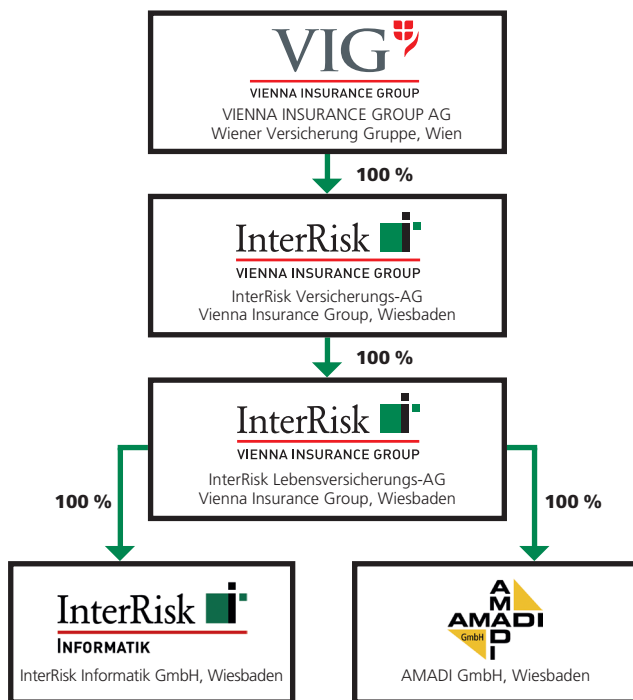 VIG
VIENNA INSURANCE GROUP
VIENNA INSURANCE GROUP AG
Wiener Versicherung Gruppe, Wien
100 %
InterRisk
VIENNA INSURANCE GROUP
InterRisk Versicherungs-AG
Vienna Insurance Group, Wiesbaden
100 %
InterRisk
VIENNA INSURANCE GROUP
InterRisk Lebensversicherungs-AG
Vienna Insurance Group, Wiesbaden
100 %
100 %
InterRisk
INFORMATIK
InterRisk Informatik GmbH, Wiesbaden
AMADI
AMADI
GmbH
AMADI GmbH, Wiesbaden